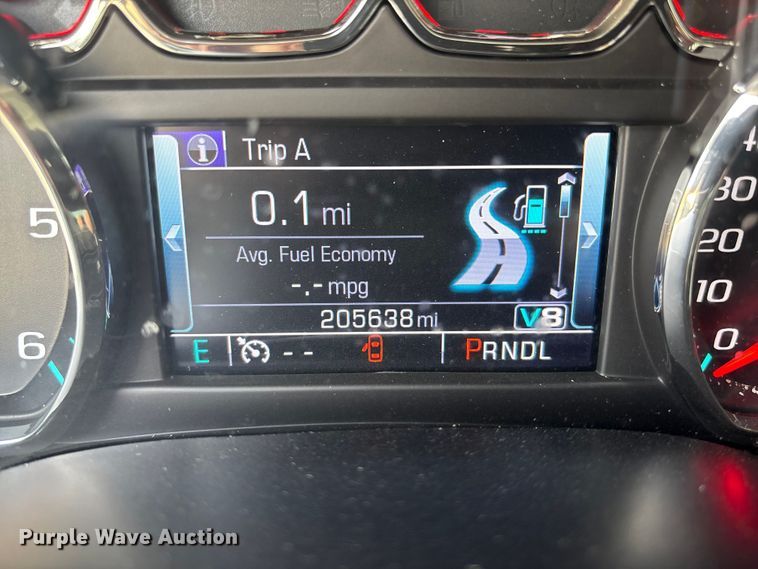 Trip A
0.1 mi
Avg. Fuel Economy
-.- mpg
205638 mi V8
E -- PRNDL
5
6
30
20
10
0
Purple Wave Auction